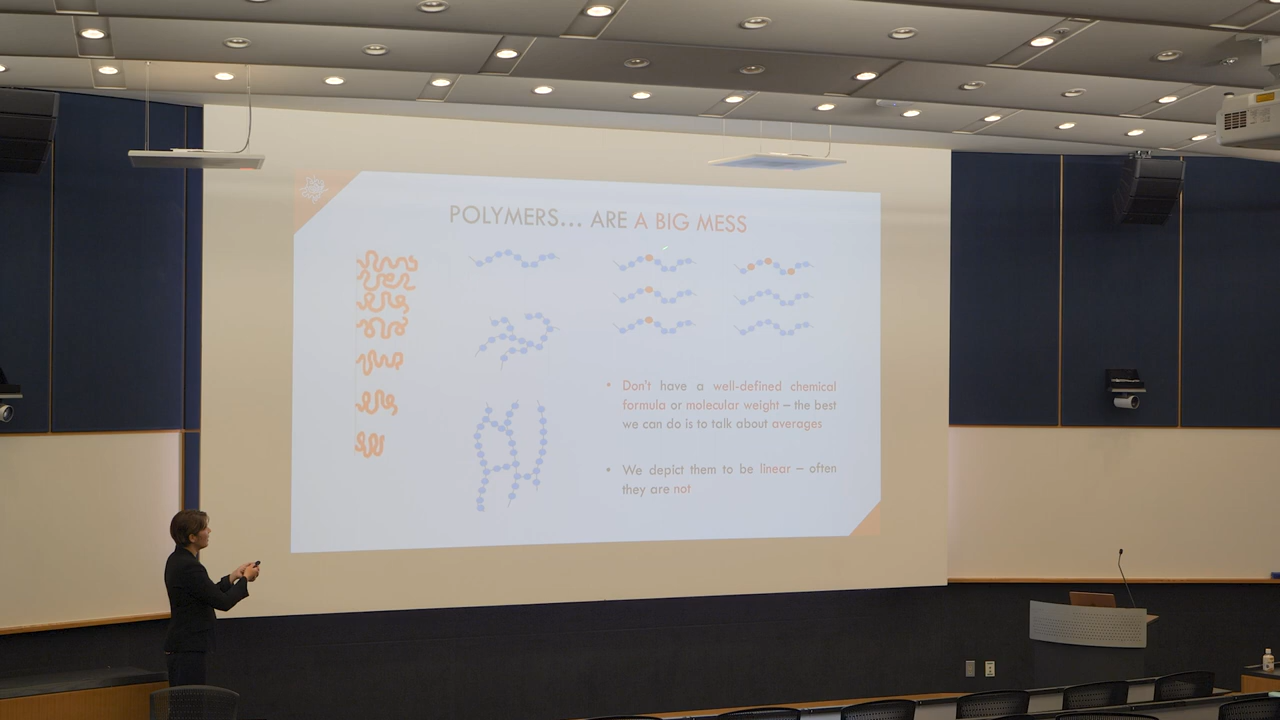 POLYMERS... ARE A BIG MESS
• Don't have a well-defined chemical
formula or molecular weight – the best
we can do is to talk about averages
• We depict them to be linear – often
they are not